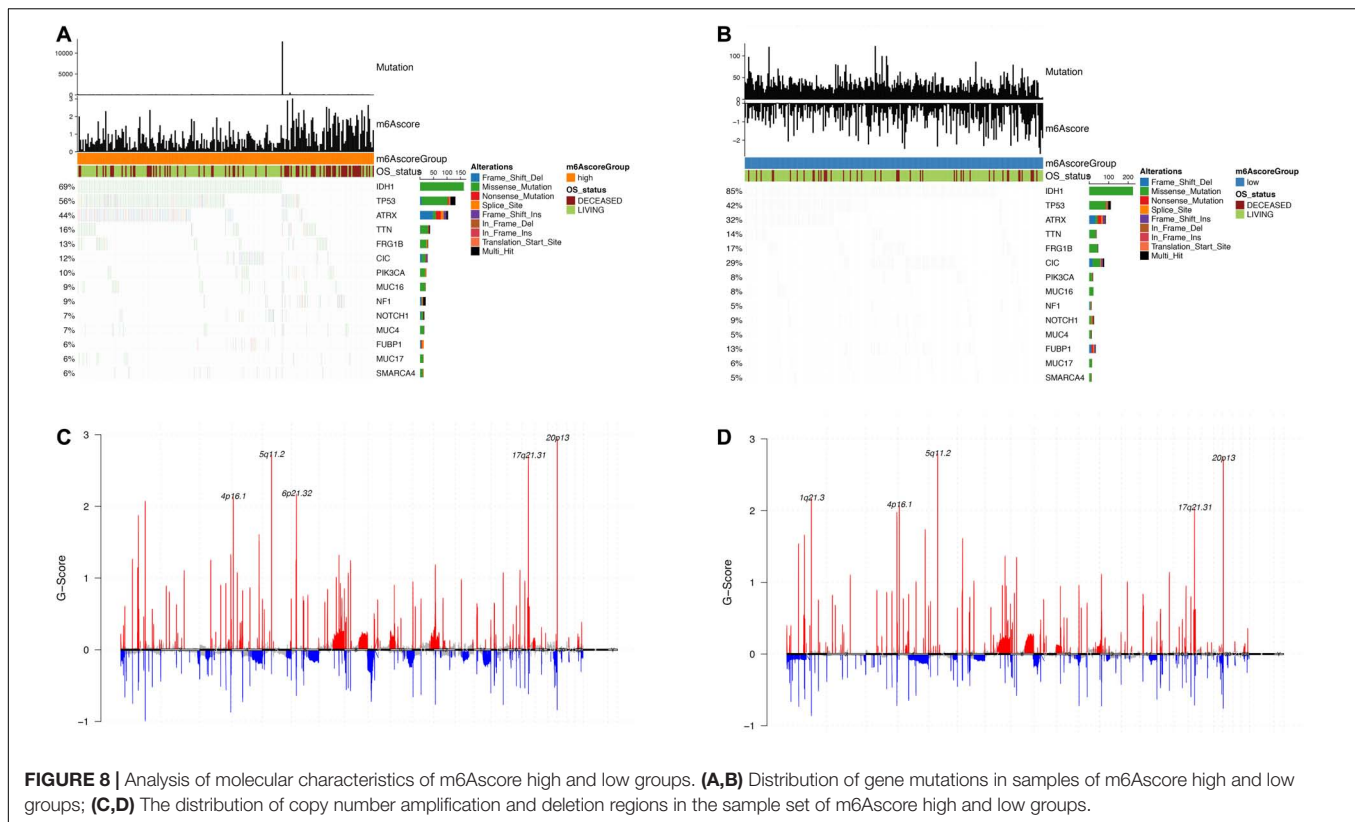 A
10000
5000
0
Mutation
3
2
1
0
m6Ascore
m6AscoreGroup
OS_status
0 50 100 150
69% IDH1
56% TP53
44% ATRX
16% TTN
13% FRG1B
12% CIC
10% PIK3CA
9% MUC16
9% NF1
7% NOTCH1
7% MUC4
6% FUBP1
6% MUC17
6% SMARCA4
Alterations
Frame_Shift_Del
Missense_Mutation
Nonsense_Mutation
Splice_Site
Frame_Shift_Ins
In_Frame_Del
In_Frame_Ins
Translation_Start_Site
Multi_Hit
m6AscoreGroup
high
OS_status
DECEASED
LIVING
B
100
50
0
Mutation
0
−1
−2
m6Ascore
m6AscoreGroup
OS_status
0 100 200
85% IDH1
42% TP53
32% ATRX
14% TTN
17% FRG1B
29% CIC
8% PIK3CA
8% MUC16
5% NF1
9% NOTCH1
5% MUC4
13% FUBP1
6% MUC17
5% SMARCA4
Alterations
Frame_Shift_Del
Missense_Mutation
Nonsense_Mutation
Splice_Site
Frame_Shift_Ins
In_Frame_Del
In_Frame_Ins
Translation_Start_Site
Multi_Hit
m6AscoreGroup
low
OS_status
DECEASED
LIVING
C
G−Score
3
2
1
0
−1
4p16.1
5q11.2
6p21.32
17q21.31
20p13
D
G−Score
3
2
1
0
−1
1q21.3
4p16.1
5q11.2
17q21.31
20p13
FIGURE 8 | Analysis of molecular characteristics of m6Ascore high and low groups. (A,B) Distribution of gene mutations in samples of m6Ascore high and low
groups; (C,D) The distribution of copy number amplification and deletion regions in the sample set of m6Ascore high and low groups.